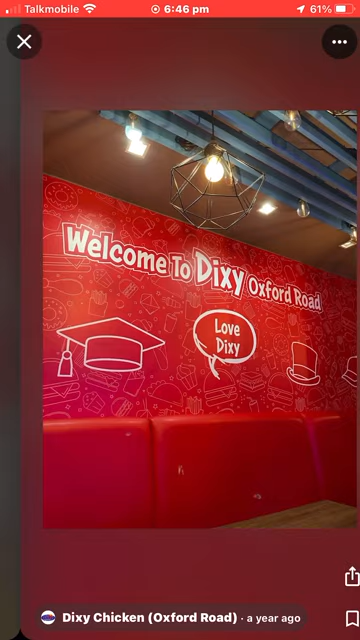 Talkmobile 6:46 pm 61%
Welcome To Dixy Oxford Road
Love
Dixy
Dixy Chicken (Oxford Road) · a year ago